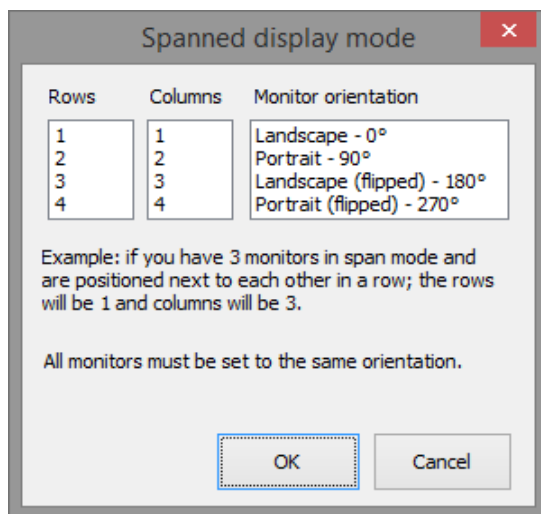 Spanned display mode
Rows Columns Monitor orientation
1 1 Landscape - 0°
2 2 Portrait - 90°
3 3 Landscape (flipped) - 180°
4 4 Portrait (flipped) - 270°
Example: if you have 3 monitors in span mode and
are positioned next to each other in a row; the rows
will be 1 and columns will be 3.
All monitors must be set to the same orientation.
OK Cancel